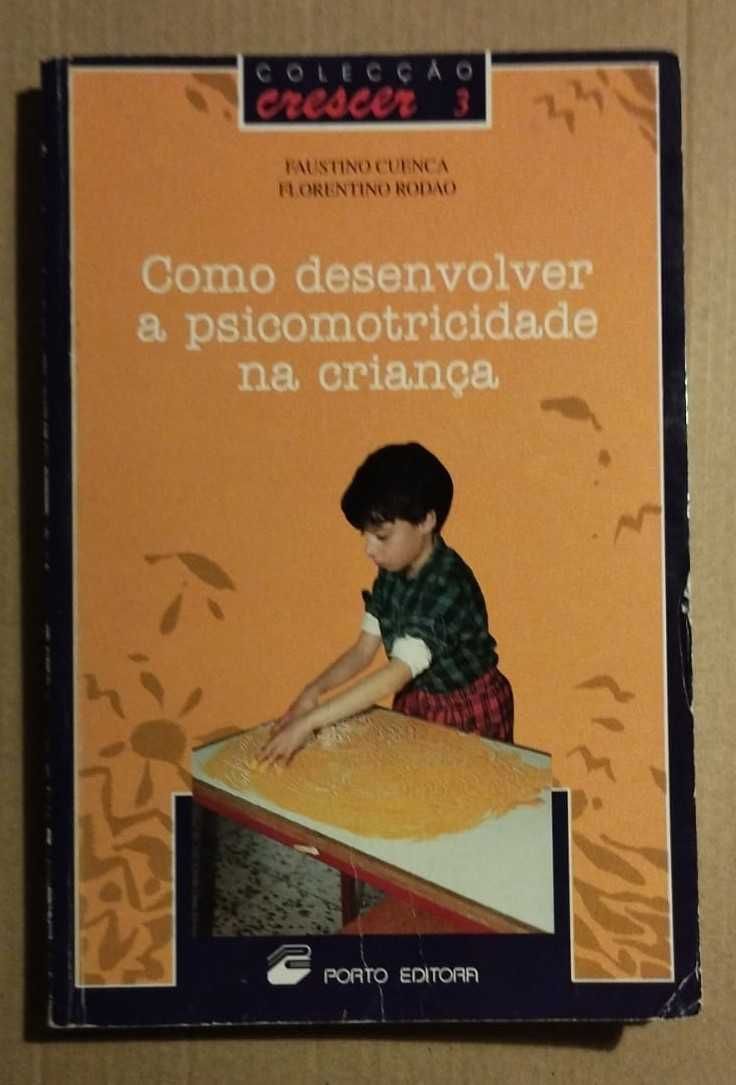 COLECÇÃO
crescer 3
FAUSTINO CUENCA
FLORENTINO RODAO
Como desenvolver
a psicomotricidade
na criança
PORTO EDITORA